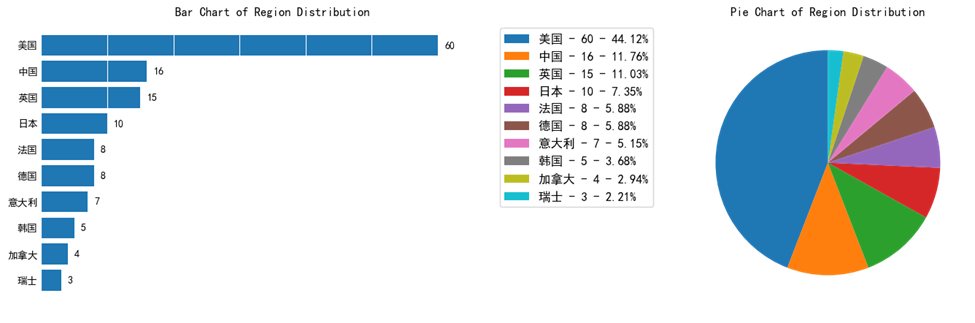 Bar Chart of Region Distribution
美国 60
中国 16
英国 15
日本 10
法国 8
德国 8
意大利 7
韩国 5
加拿大 4
瑞士 3
美国 - 60 - 44.12%
中国 - 16 - 11.76%
英国 - 15 - 11.03%
日本 - 10 - 7.35%
法国 - 8 - 5.88%
德国 - 8 - 5.88%
意大利 - 7 - 5.15%
韩国 - 5 - 3.68%
加拿大 - 4 - 2.94%
瑞士 - 3 - 2.21%
Pie Chart of Region Distribution